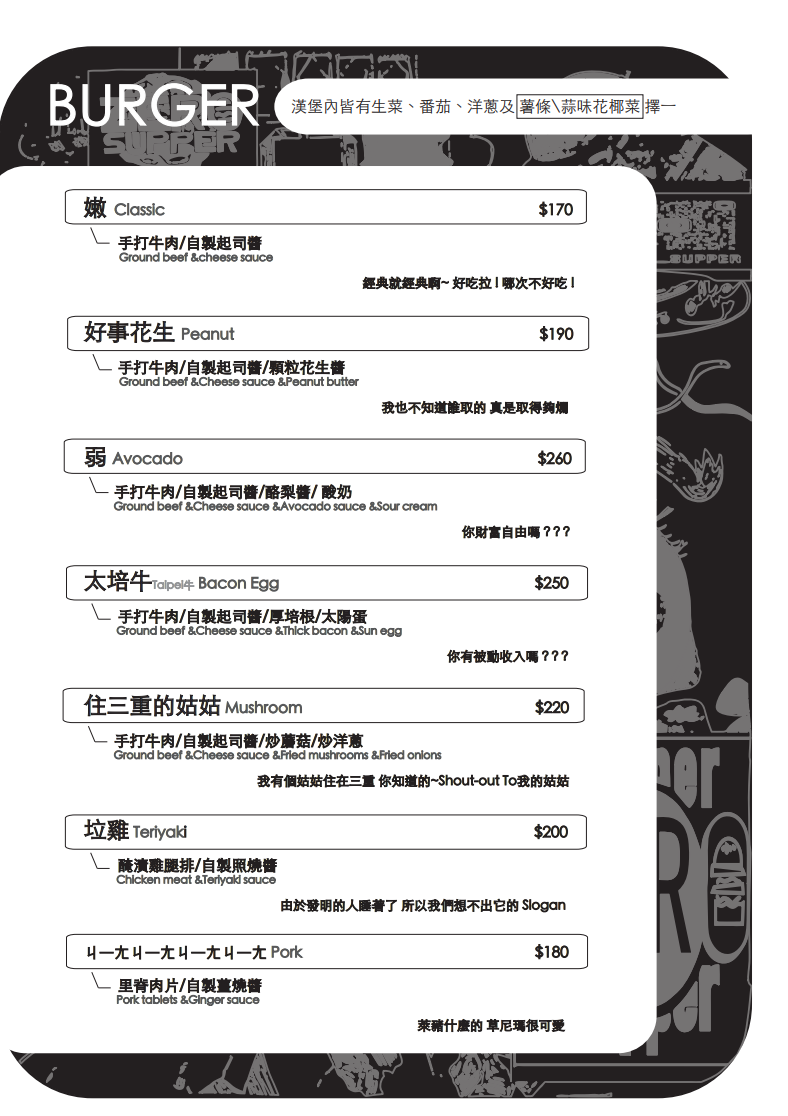 BURGER
漢堡內皆有生菜、番茄、洋蔥及薯條\蒜味花椰菜擇一
SUPPER
嫩 Classic $170
手打牛肉/自製起司醬
Ground beef &cheese sauce
經典就經典啊~ 好吃拉！哪次不好吃！
SUPPER
好事花生 Peanut $190
手打牛肉/自製起司醬/顆粒花生醬
Ground beef &Cheese sauce &Peanut butter
我也不知道誰取的 真是取得夠爛
弱 Avocado $260
手打牛肉/自製起司醬/酪梨醬/ 酸奶
Ground beef &Cheese sauce &Avocado sauce &Sour cream
你財富自由嗎???
太培牛Taipei牛 Bacon Egg $250
手打牛肉/自製起司醬/厚培根/太陽蛋
Ground beef &Cheese sauce &Thick bacon &Sun egg
你有被動收入嗎???
住三重的姑姑 Mushroom $220
手打牛肉/自製起司醬/炒蘑菇/炒洋蔥
Ground beef &Cheese sauce &Fried mushrooms &Fried onions
我有個姑姑住在三重 你知道的~Shout-out To我的姑姑
垃雞 Teriyaki $200
醃漬雞腿排/自製照燒醬
Chicken meat &Teriyaki sauce
由於發明的人睡著了 所以我們想不出它的 Slogan
ㄐㄧㄤㄐㄧㄤㄐㄧㄤㄐㄧㄤ Pork $180
里脊肉片/自製薑燒醬
Pork tablets &Ginger sauce
萊豬什麼的 草尼瑪很可愛